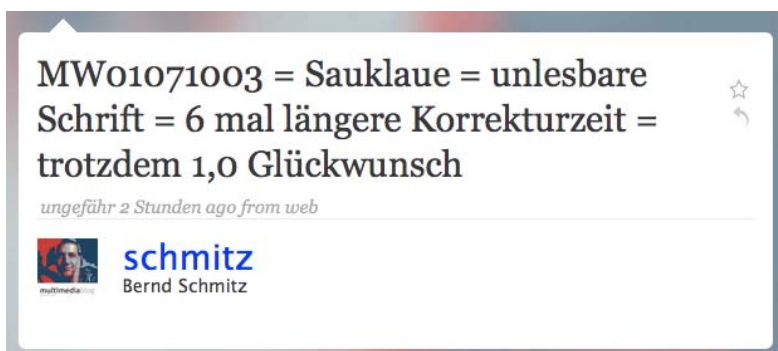 MW01071003 = Sauklaue = unlesbare
Schrift = 6 mal längere Korrekturzeit =
trotzdem 1,0 Glückwunsch
ungefähr 2 Stunden ago from web
schmitz
Bernd Schmitz
multimediablog